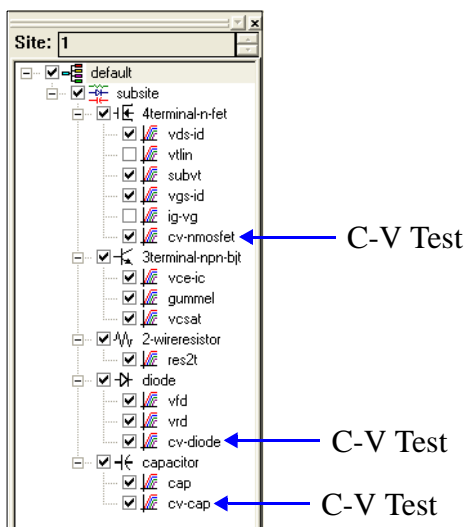 Site: 1
default
subsite
4terminal-n-fet
vds-id
vtlin
subvt
vgs-id
ig-vg
cv-nmosfet C-V Test
3terminal-npn-bjt
vce-ic
gummel
vcsat
2-wireresistor
res2t
diode
vfd
vrd
cv-diode C-V Test
capacitor
cap
cv-cap C-V Test